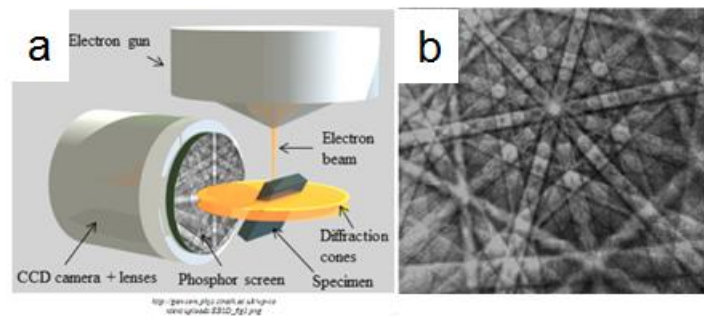 a
b
Electron gun
Electron
beam
Diffraction
cones
CCD camera + lenses
Phosphor screen
Specimen